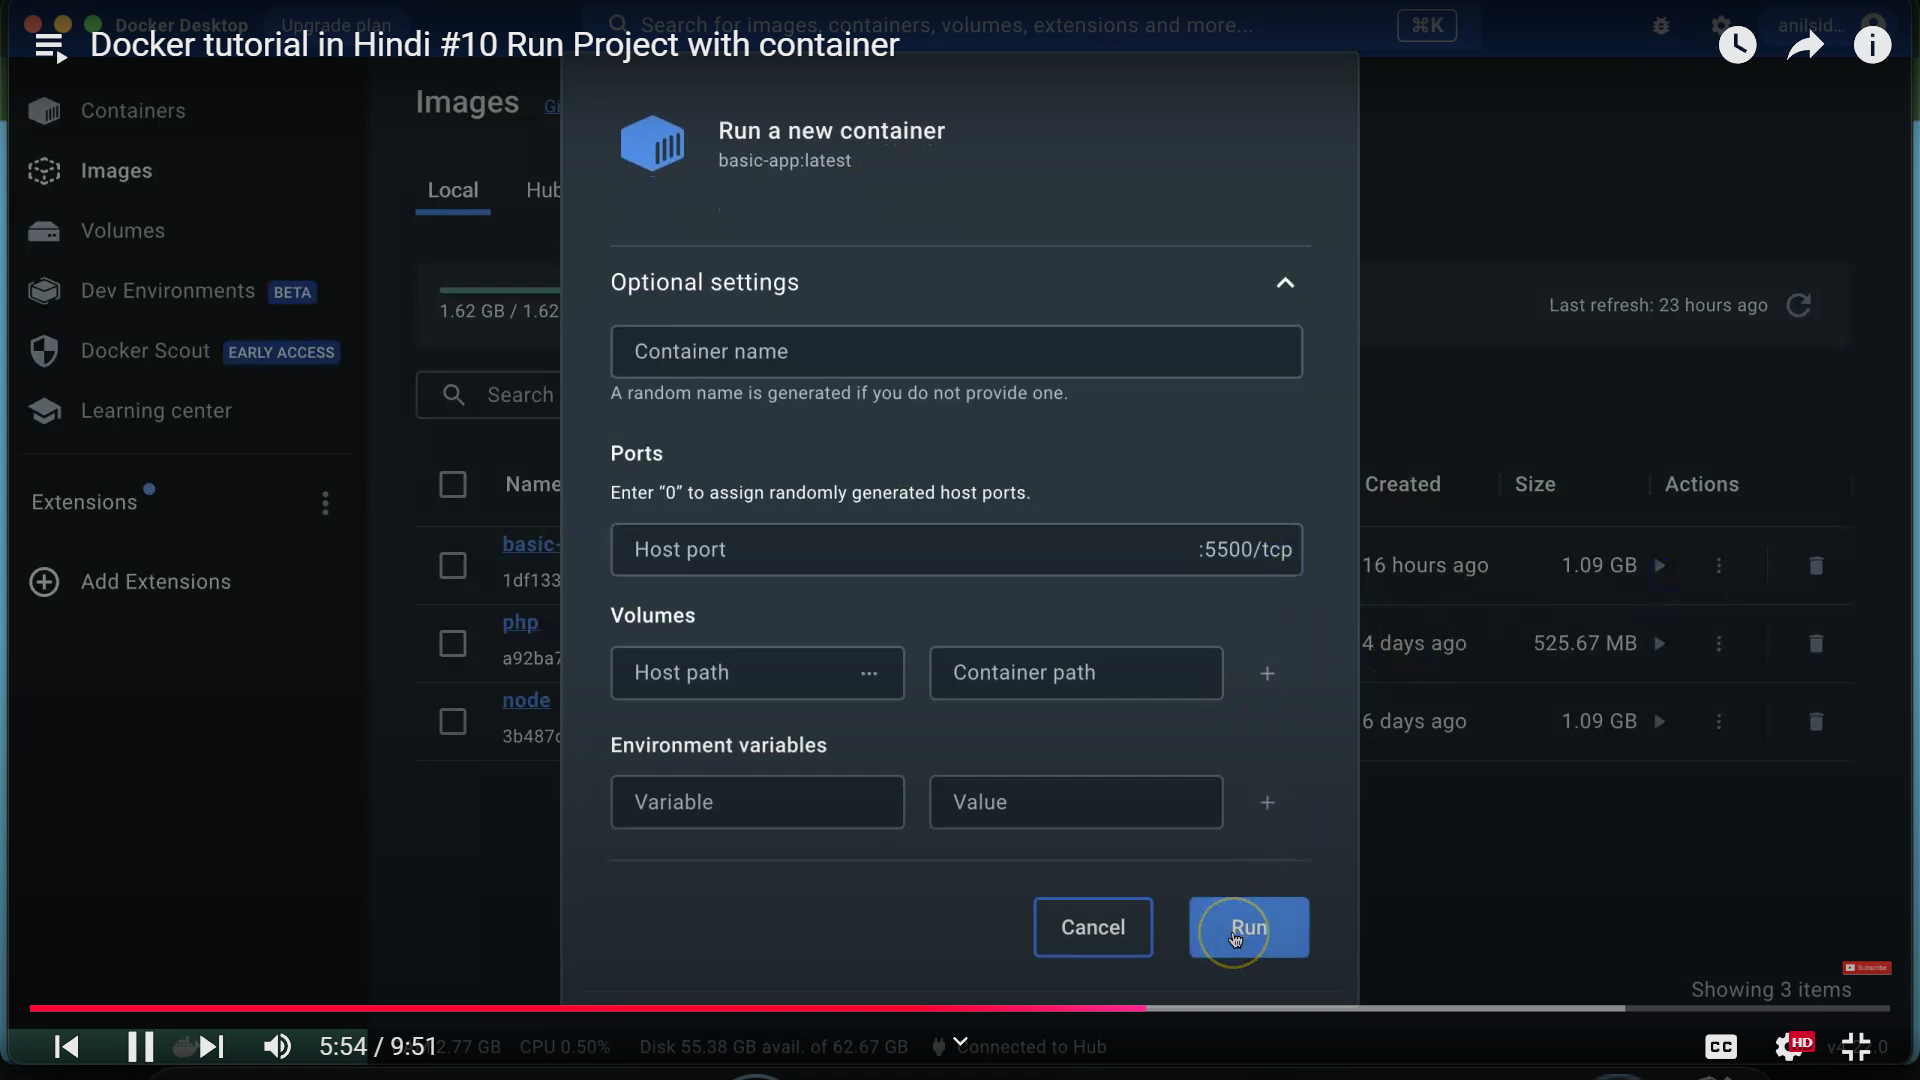 Docker Desktop
Upgrade plan
Search for images, containers, volumes, extensions and more...
⌘K
anilsid...
Docker tutorial in Hindi #10 Run Project with container
Containers
Images
Volumes
Dev Environments BETA
Docker Scout EARLY ACCESS
Learning center
Extensions
Add Extensions
Images Gi
Local Hub
1.62 GB / 1.62
Last refresh: 23 hours ago
Search
Name
Created Size Actions
basic-
1df133
16 hours ago 1.09 GB
php
a92ba7
4 days ago 525.67 MB
node
3b487
6 days ago 1.09 GB
Run a new container
basic-app:latest
Optional settings
Container name
A random name is generated if you do not provide one.
Ports
Enter “0” to assign randomly generated host ports.
Host port :5500/tcp
Volumes
Host path ... Container path +
Environment variables
Variable Value +
Cancel Run
Subscribe
Showing 3 items
5:54 / 9:51
2.77 GB CPU 0.50% Disk 55.38 GB avail. of 62.67 GB Connected to Hub
CC HD